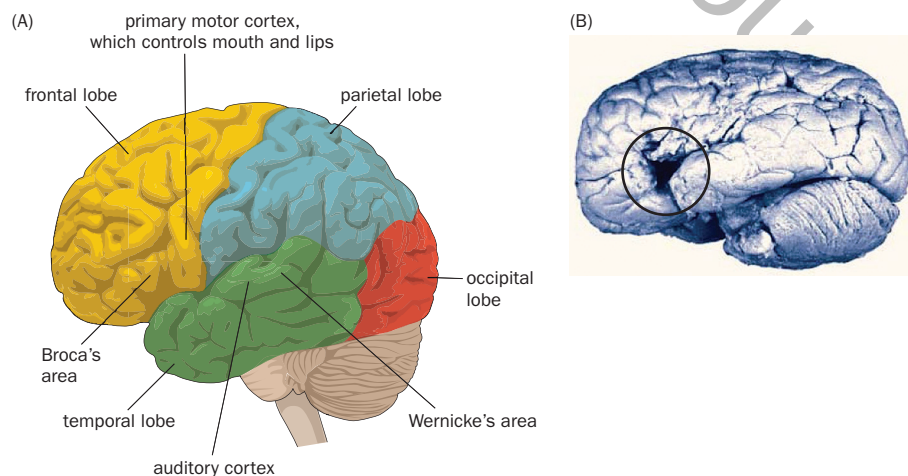 (A)
primary motor cortex,
which controls mouth and lips
frontal lobe
parietal lobe
occipital
lobe
Broca's
area
temporal lobe
Wernicke's area
auditory cortex
(B)